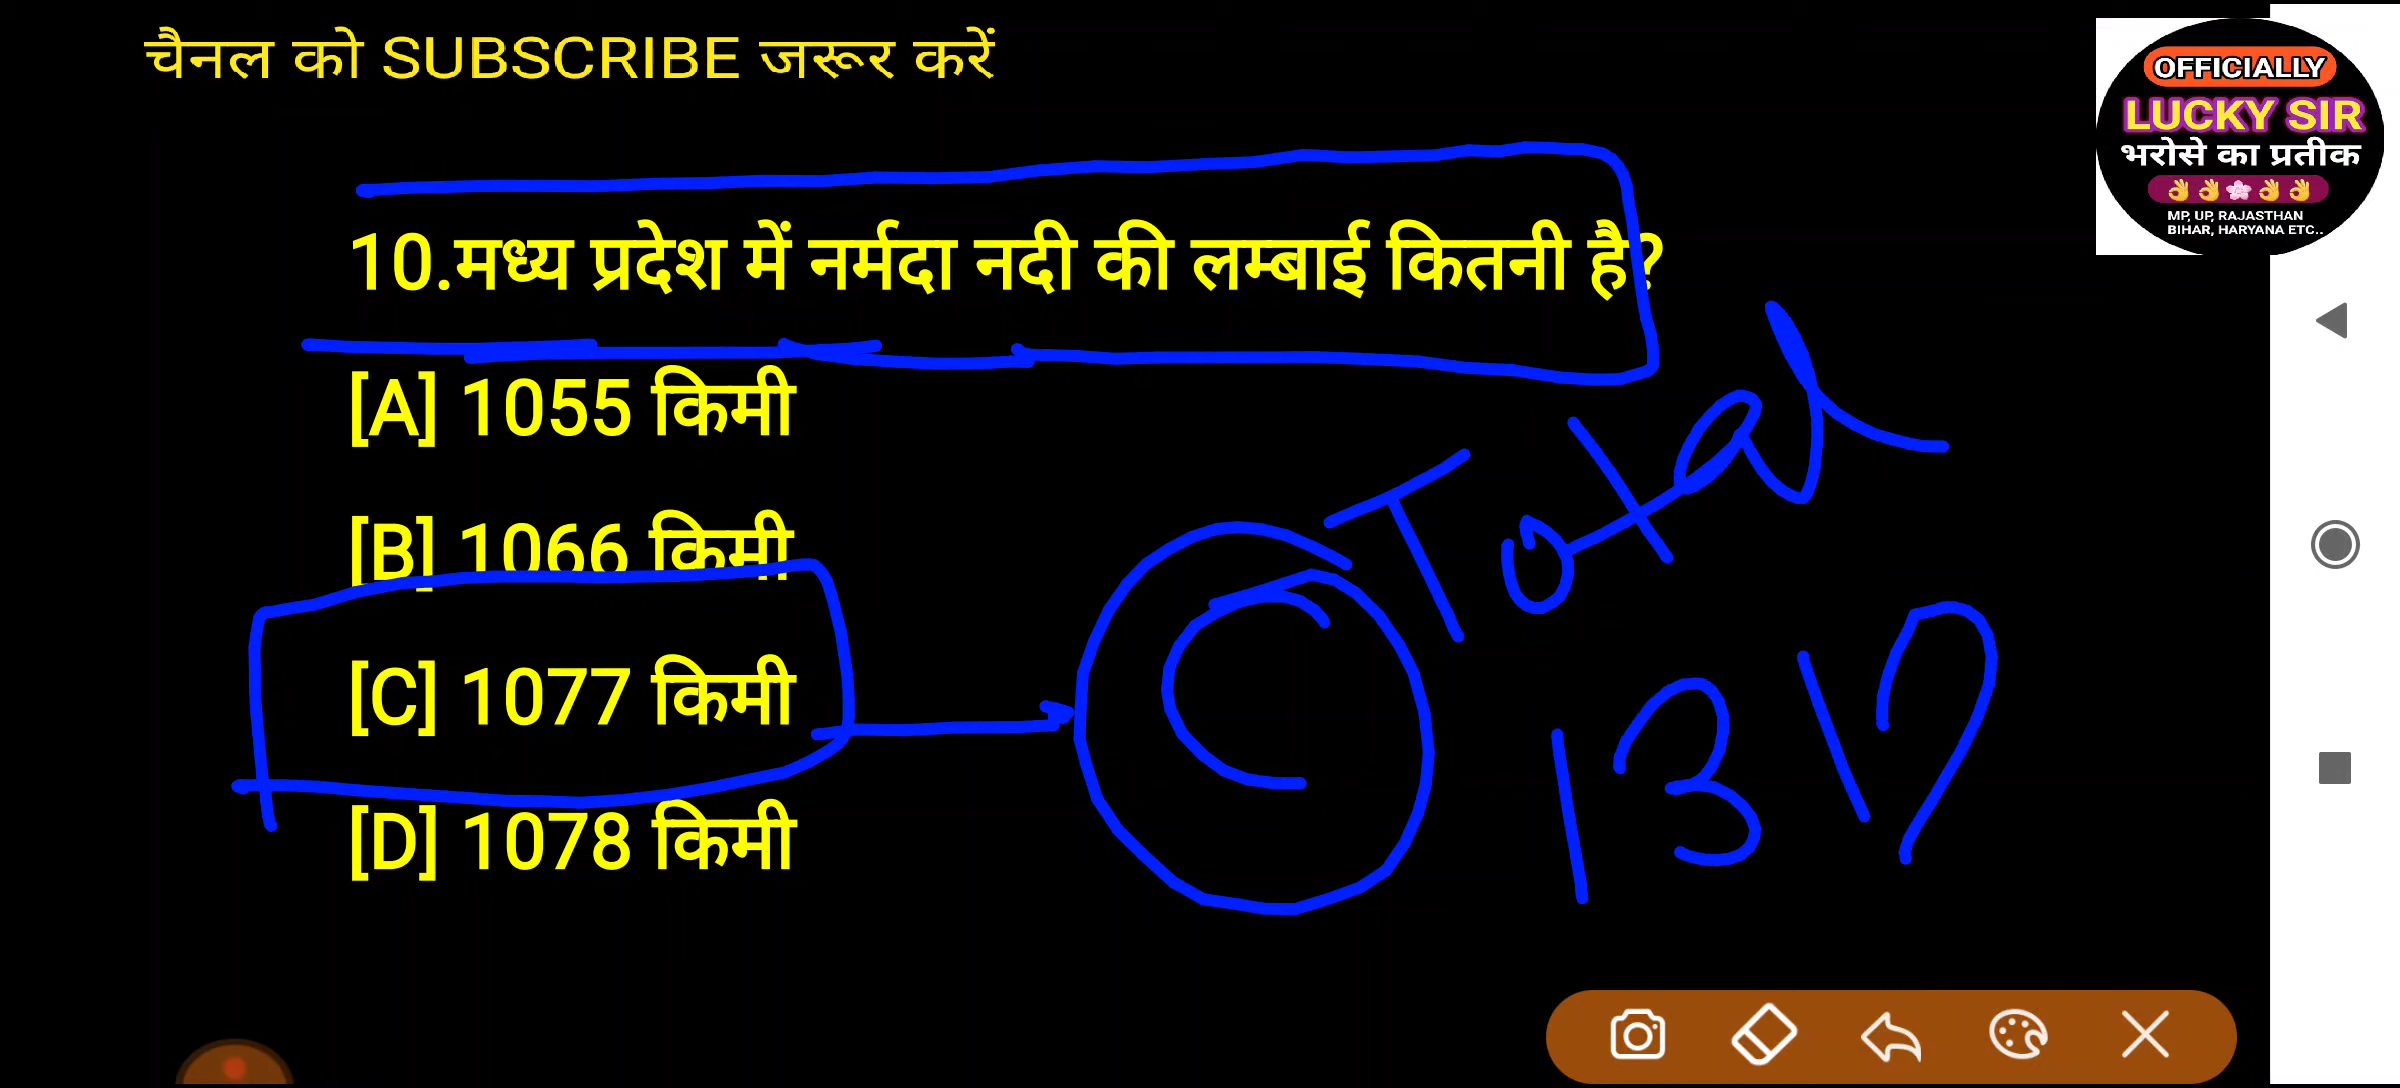 चैनल को SUBSCRIBE जरूर करें
OFFICIALLY
LUCKY SIR
भरोसे का प्रतीक
MP, UP, RAJASTHAN
BIHAR, HARYANA ETC..
10.मध्य प्रदेश में नर्मदा नदी की लम्बाई कितनी है?
[A] 1055 किमी
[B] 1066 किमी
[C] 1077 किमी
[D] 1078 किमी
C
Total
1317